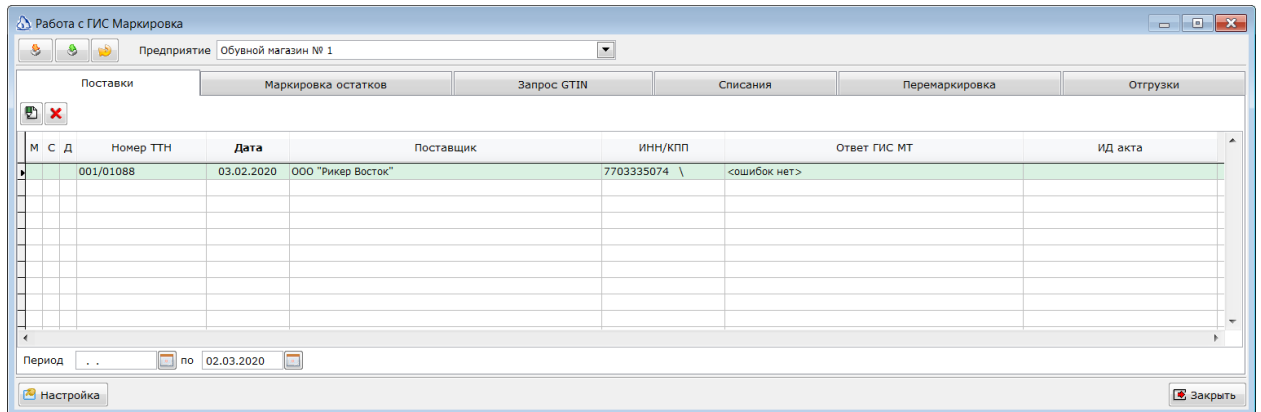 Работа с ГИС Маркировка
Предприятие Обувной магазин № 1
Поставки Маркировка остатков Запрос GTIN Списания Перемаркировка Отгрузки
М С Д Номер ТТН Дата Поставщик ИНН/КПП Ответ ГИС МТ ИД акта
001/01088 03.02.2020 ООО "Рикер Восток" 7703335074 \ <ошибок нет>
Период . . по 02.03.2020
Настройка Закрыть